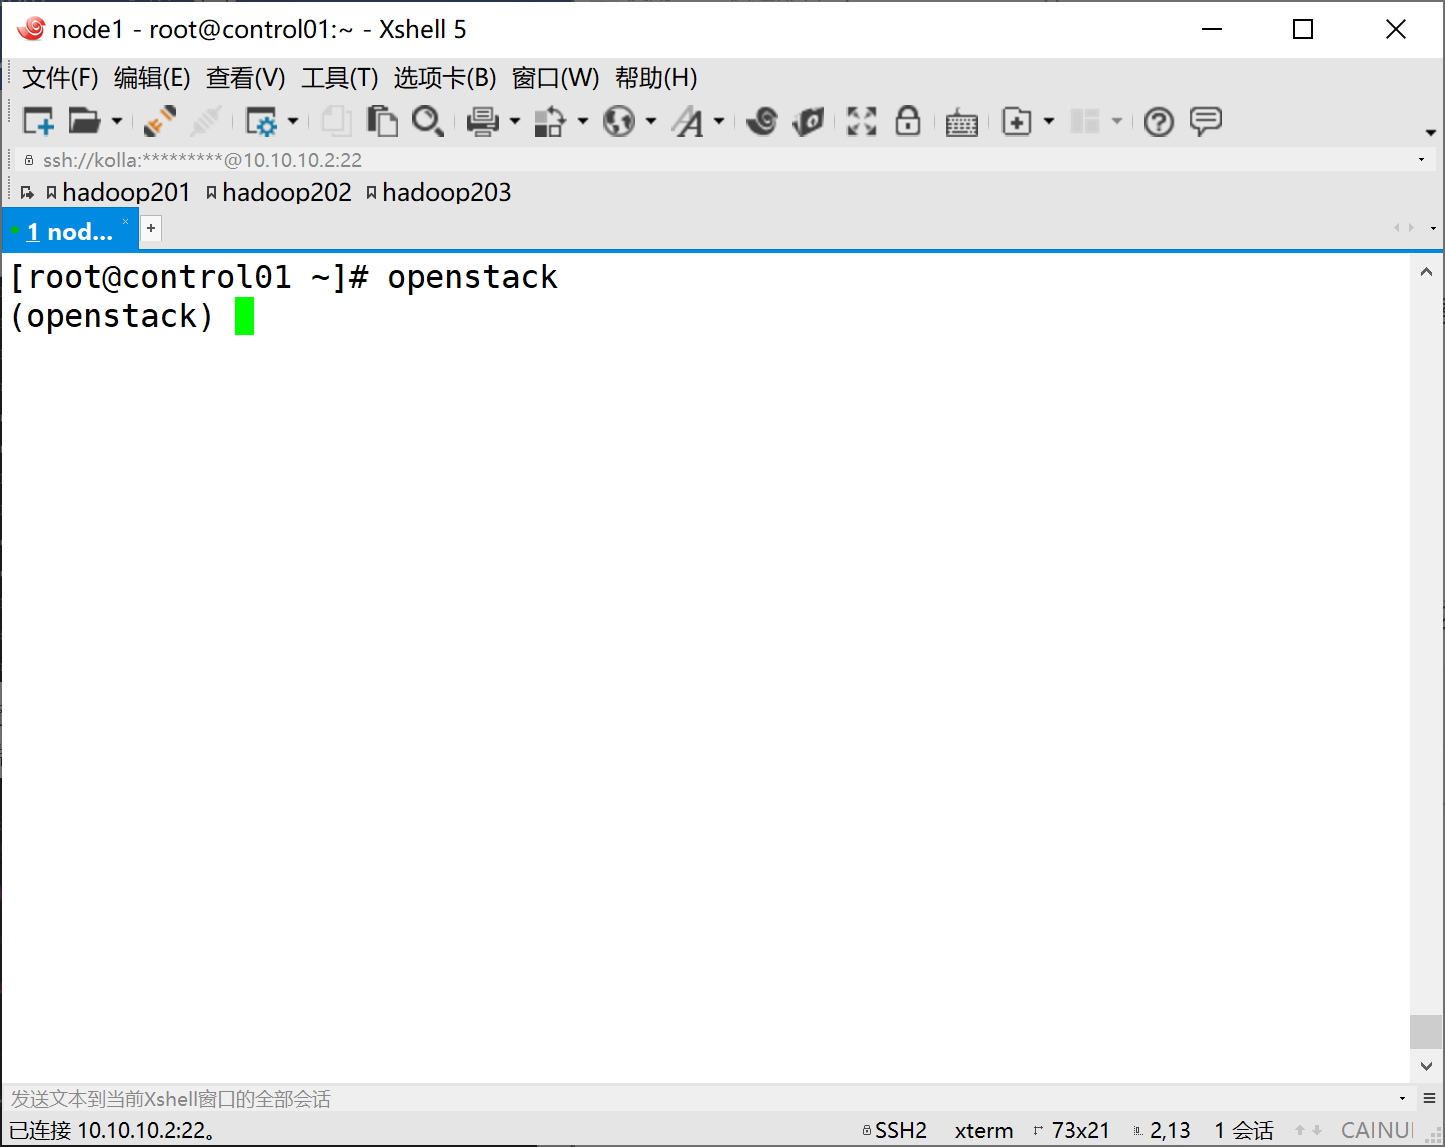 node1 - root@control01:~ - Xshell 5
文件(F) 编辑(E) 查看(V) 工具(T) 选项卡(B) 窗口(W) 帮助(H)
ssh://kolla:*********@10.10.10.2:22
hadoop201 hadoop202 hadoop203
1 nod... × +
[root@control01 ~]# openstack
(openstack)
发送文本到当前Xshell窗口的全部会话
已连接 10.10.10.2:22。 SSH2 xterm 73x21 2,13 1 会话 CAINU